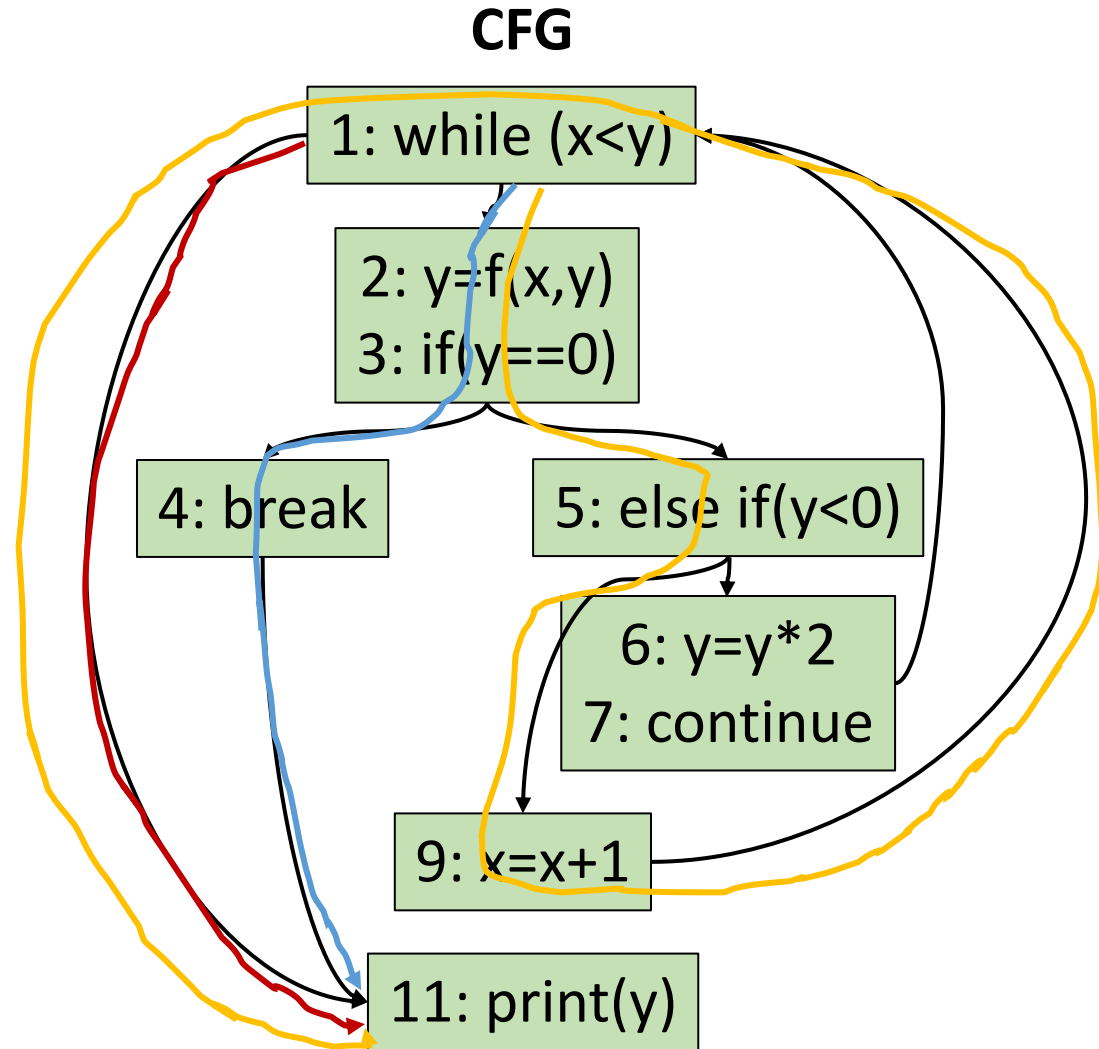 CFG
1: while (x<y)
2: y=f(x,y)
3: if(y==0)
4: break
5: else if(y<0)
6: y=y*2
7: continue
9: x=x+1
11: print(y)